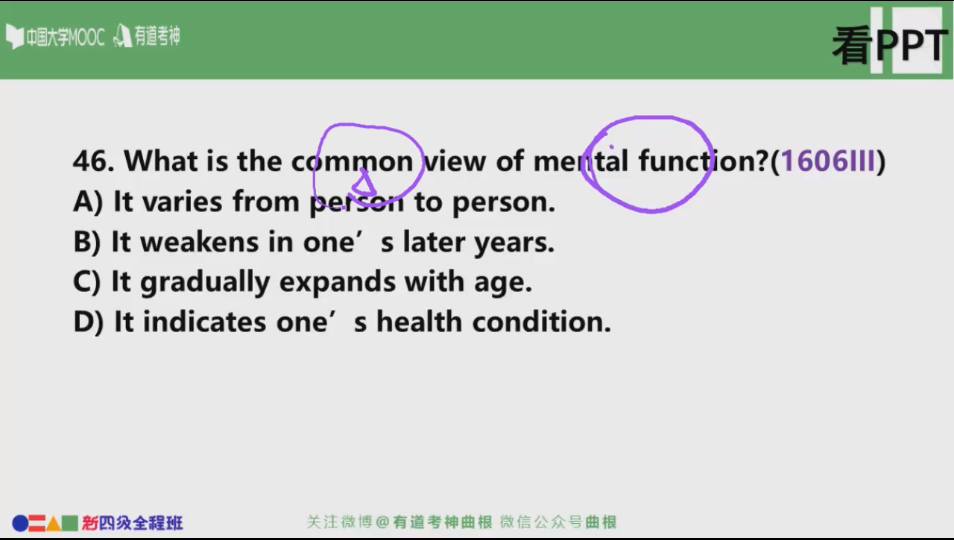 中国大学MOOC 有道考神
看PPT
46. What is the common view of mental function?(1606III)
A) It varies from person to person.
B) It weakens in one’s later years.
C) It gradually expands with age.
D) It indicates one’s health condition.
新四级全程班
关注微博@有道考神曲根 微信公众号曲根